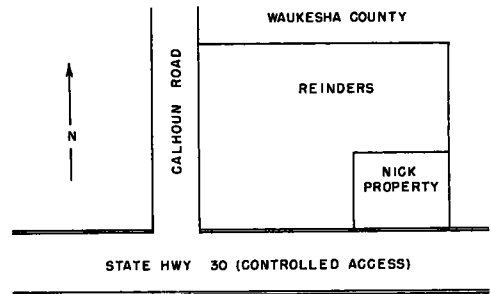 WAUKESHA COUNTY
CALHOUN ROAD
REINDERS
N
NICK
PROPERTY
STATE HWY 30 (CONTROLLED ACCESS)